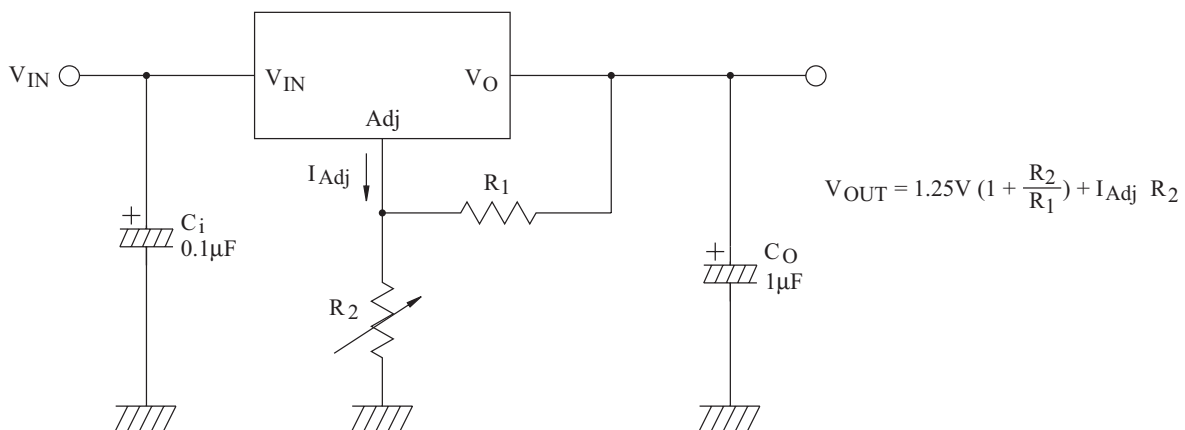 V_IN
V_IN
V_O
Adj
I_Adj
R_1
V_OUT = 1.25V (1 + R_2/R_1) + I_Adj R_2
+
C_i
0.1µF
+
C_O
1µF
R_2